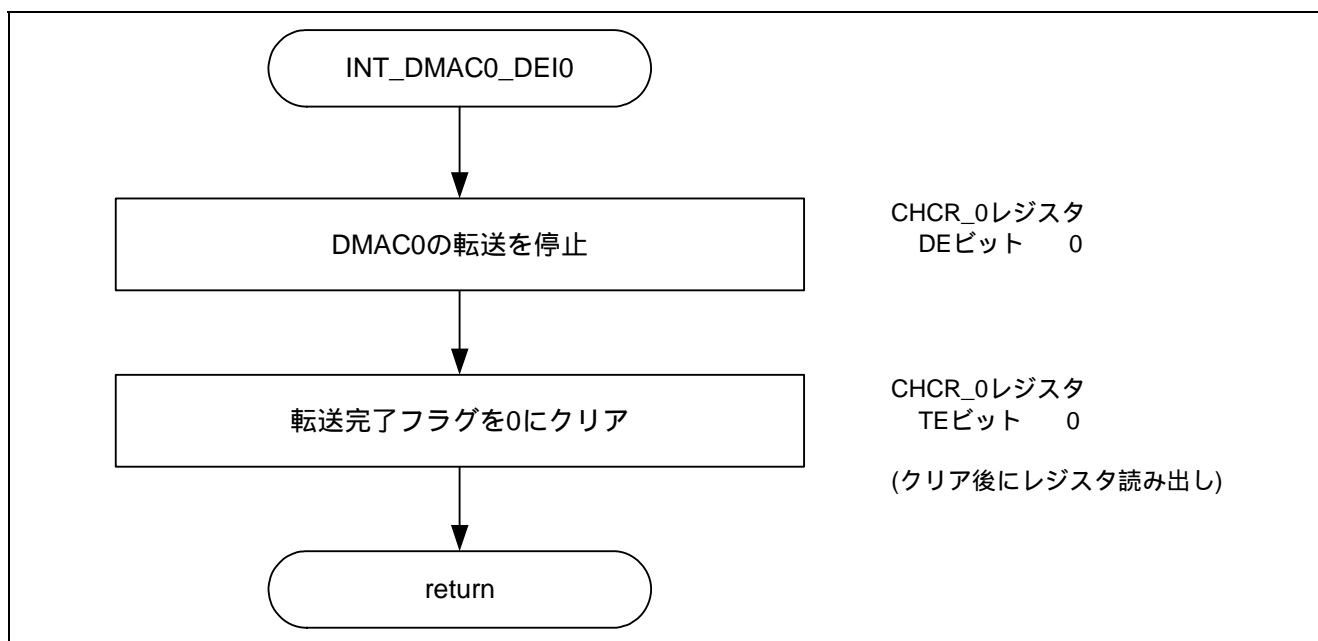 INT_DMAC0_DEI0
DMAC0の転送を停止
CHCR_0レジスタ
DEビット 0
転送完了フラグを0にクリア
CHCR_0レジスタ
TEビット 0
(クリア後にレジスタ読み出し)
return